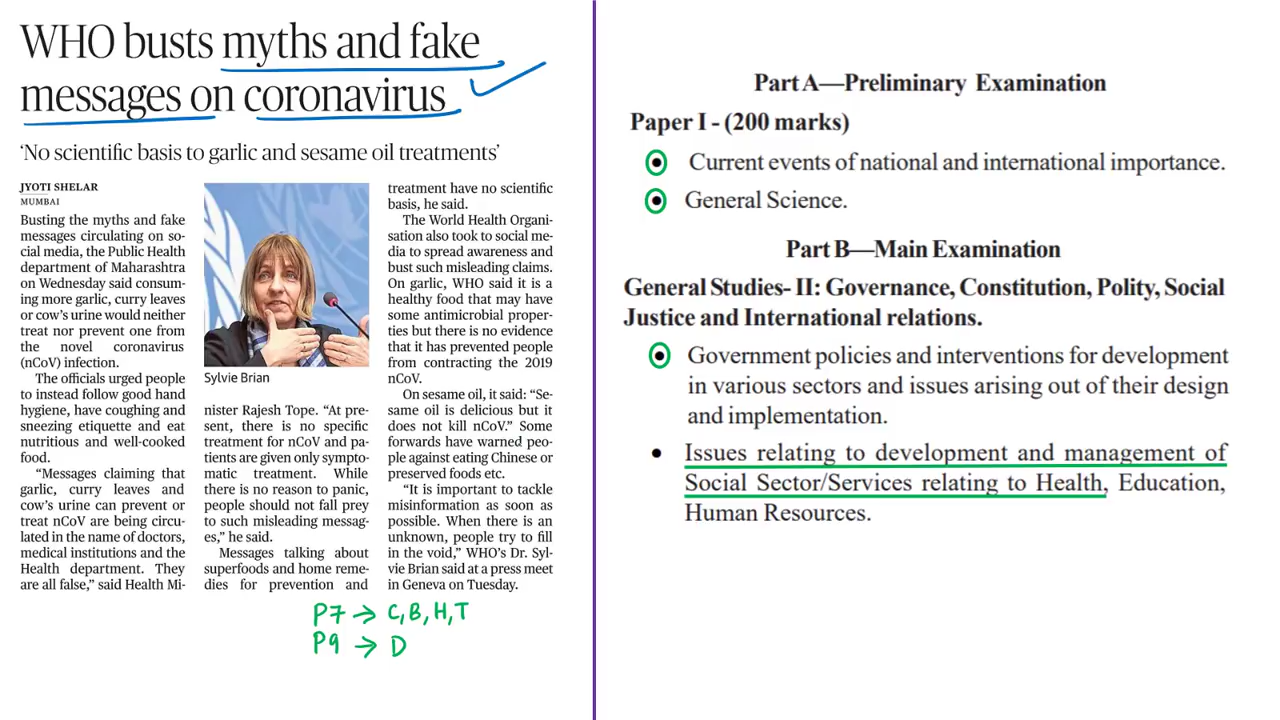 WHO busts myths and fake
messages on coronavirus
‘No scientific basis to garlic and sesame oil treatments’
JYOTI SHELAR
MUMBAI
Busting the myths and fake
messages circulating on so-
cial media, the Public Health
department of Maharashtra
on Wednesday said consum-
ing more garlic, curry leaves
or cow’s urine would neither
treat nor prevent one from
the novel coronavirus
(nCoV) infection.
The officials urged people
to instead follow good hand
hygiene, have coughing and
sneezing etiquette and eat
nutritious and well-cooked
food.
“Messages claiming that
garlic, curry leaves and
cow’s urine can prevent or
treat nCoV are being circu-
lated in the name of doctors,
medical institutions and the
Health department. They
are all false,” said Health Mi-
Sylvie Brian
nister Rajesh Tope. “At pre-
sent, there is no specific
treatment for nCoV and pa-
tients are given only sympto-
matic treatment. While
there is no reason to panic,
people should not fall prey
to such misleading messag-
es,” he said.
Messages talking about
superfoods and home reme-
dies for prevention and
treatment have no scientific
basis, he said.
The World Health Organi-
sation also took to social me-
dia to spread awareness and
bust such misleading claims.
On garlic, WHO said it is a
healthy food that may have
some antimicrobial proper-
ties but there is no evidence
that it has prevented people
from contracting the 2019
nCoV.
On sesame oil, it said: “Se-
same oil is delicious but it
does not kill nCoV.” Some
forwards have warned peo-
ple against eating Chinese or
preserved foods etc.
“It is important to tackle
misinformation as soon as
possible. When there is an
unknown, people try to fill
in the void,” WHO’s Dr. Syl-
vie Brian said at a press meet
in Geneva on Tuesday.
P7 → C, B, H, T
P9 → D
Part A—Preliminary Examination
Paper I - (200 marks)
Current events of national and international importance.
General Science.
Part B—Main Examination
General Studies- II: Governance, Constitution, Polity, Social
Justice and International relations.
Government policies and interventions for development
in various sectors and issues arising out of their design
and implementation.
• Issues relating to development and management of
Social Sector/Services relating to Health, Education,
Human Resources.